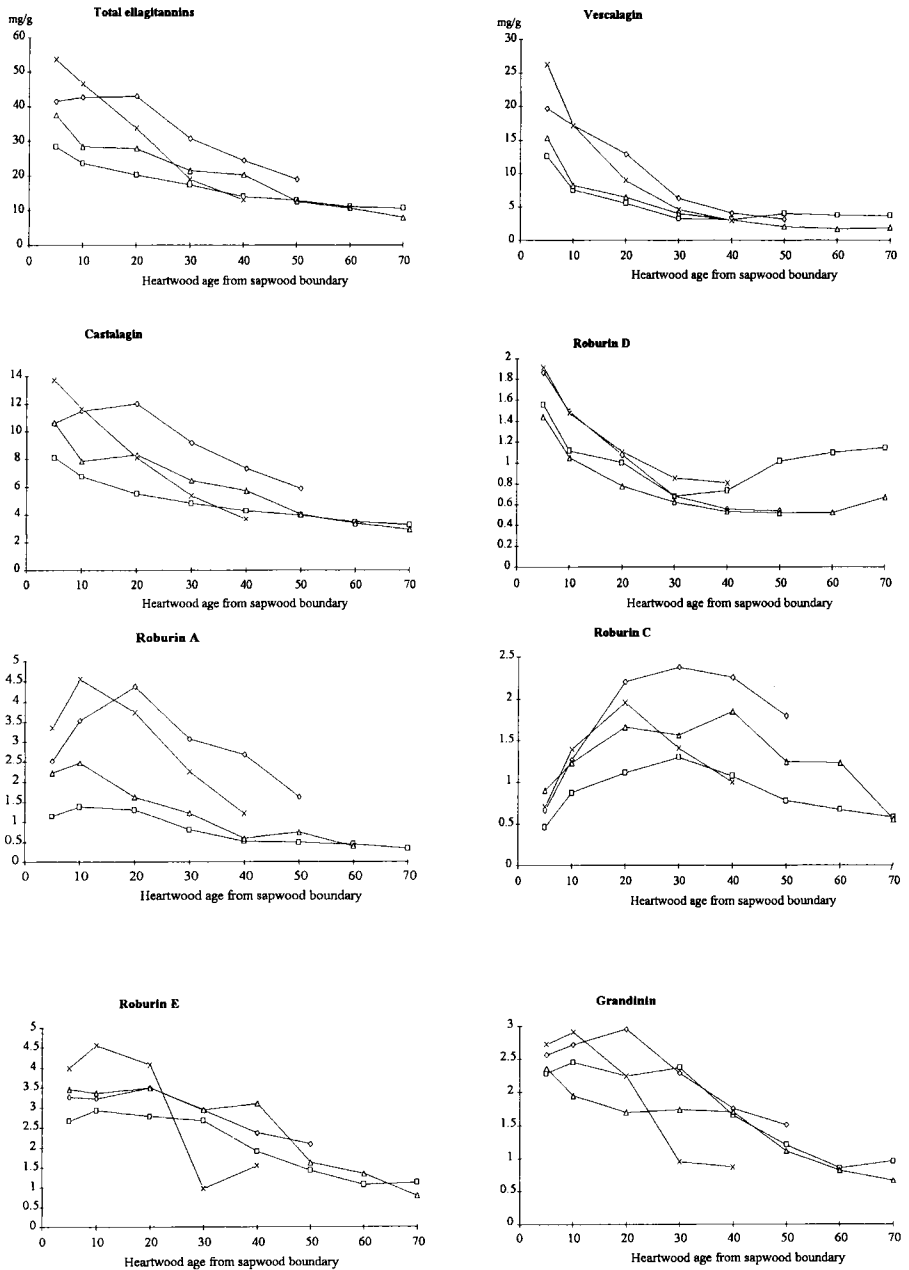 Total ellagitannins
mg/g
60
50
40
30
20
10
0
0 10 20 30 40 50 60 70
Heartwood age from sapwood boundary
Vescalagin
mg/g
30
25
20
15
10
5
0
0 10 20 30 40 50 60 70
Heartwood age from sapwood boundary
Castalagin
14
12
10
8
6
4
2
0
0 10 20 30 40 50 60 70
Heartwood age from sapwood boundary
Roburin D
2
1.8
1.6
1.4
1.2
1
0.8
0.6
0.4
0.2
0
0 10 20 30 40 50 60 70
Heartwood age from sapwood boundary
Roburin A
5
4.5
4
3.5
3
2.5
2
1.5
1
0.5
0
0 10 20 30 40 50 60 70
Heartwood age from sapwood boundary
Roburin C
2.5
2
1.5
1
0.5
0
0 10 20 30 40 50 60 70
Heartwood age from sapwood boundary
Roburin E
5
4.5
4
3.5
3
2.5
2
1.5
1
0.5
0
0 10 20 30 40 50 60 70
Heartwood age from sapwood boundary
Grandinin
3
2.5
2
1.5
1
0.5
0
0 10 20 30 40 50 60 70
Heartwood age from sapwood boundary